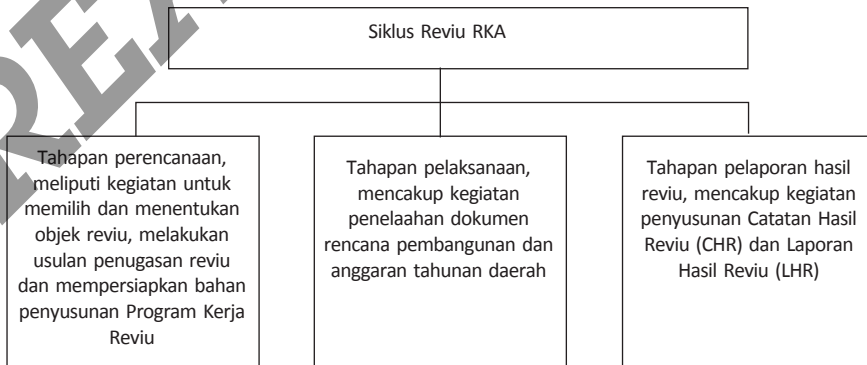 Siklus Reviu RKA
Tahapan perencanaan,
meliputi kegiatan untuk
memilih dan menentukan
objek reviu, melakukan
usulan penugasan reviu
dan mempersiapkan bahan
penyusunan Program Kerja
Reviu
Tahapan pelaksanaan,
mencakup kegiatan
penelaahan dokumen
rencana pembangunan dan
anggaran tahunan daerah
Tahapan pelaporan hasil
reviu, mencakup kegiatan
penyusunan Catatan Hasil
Reviu (CHR) dan Laporan
Hasil Reviu (LHR)